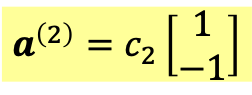 a⁽²⁾ = c₂ [1
−1]